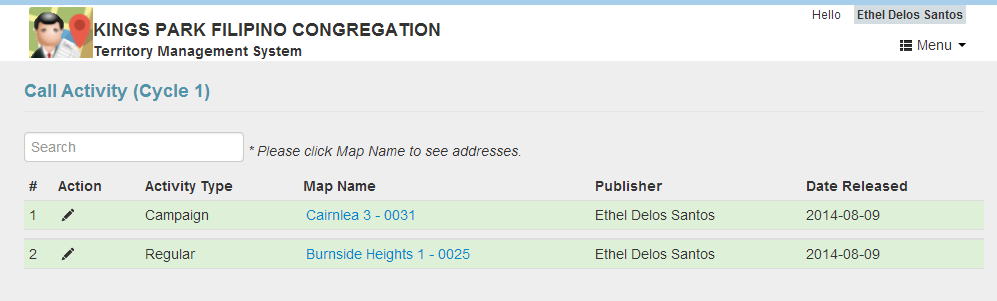 Hello Ethel Delos Santos
KINGS PARK FILIPINO CONGREGATION
Territory Management System
Menu
Call Activity (Cycle 1)
Search
* Please click Map Name to see addresses.
# Action Activity Type Map Name Publisher Date Released
1 Campaign Cairnlea 3 - 0031 Ethel Delos Santos 2014-08-09
2 Regular Burnside Heights 1 - 0025 Ethel Delos Santos 2014-08-09